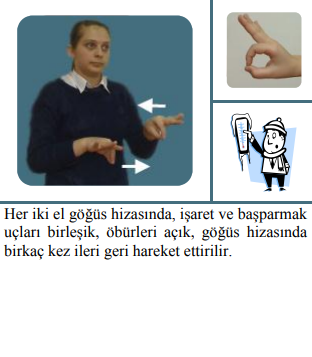 Her iki el göğüs hizasında, işaret ve başparmak
uçları birleşik, öbürleri açık, göğüs hizasında
birkaç kez ileri geri hareket ettirilir.